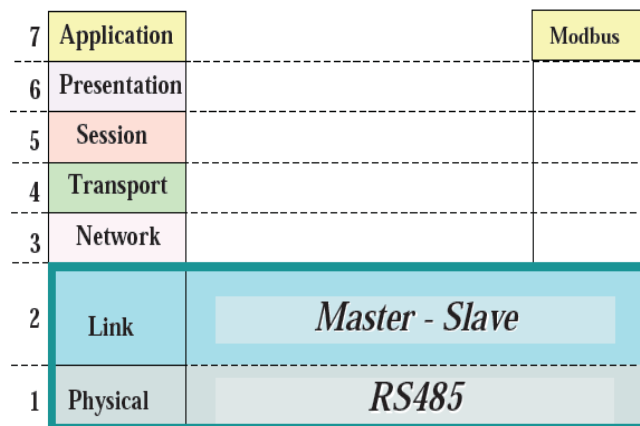 7 Application Modbus
6 Presentation
5 Session
4 Transport
3 Network
2 Link Master - Slave
1 Physical RS485